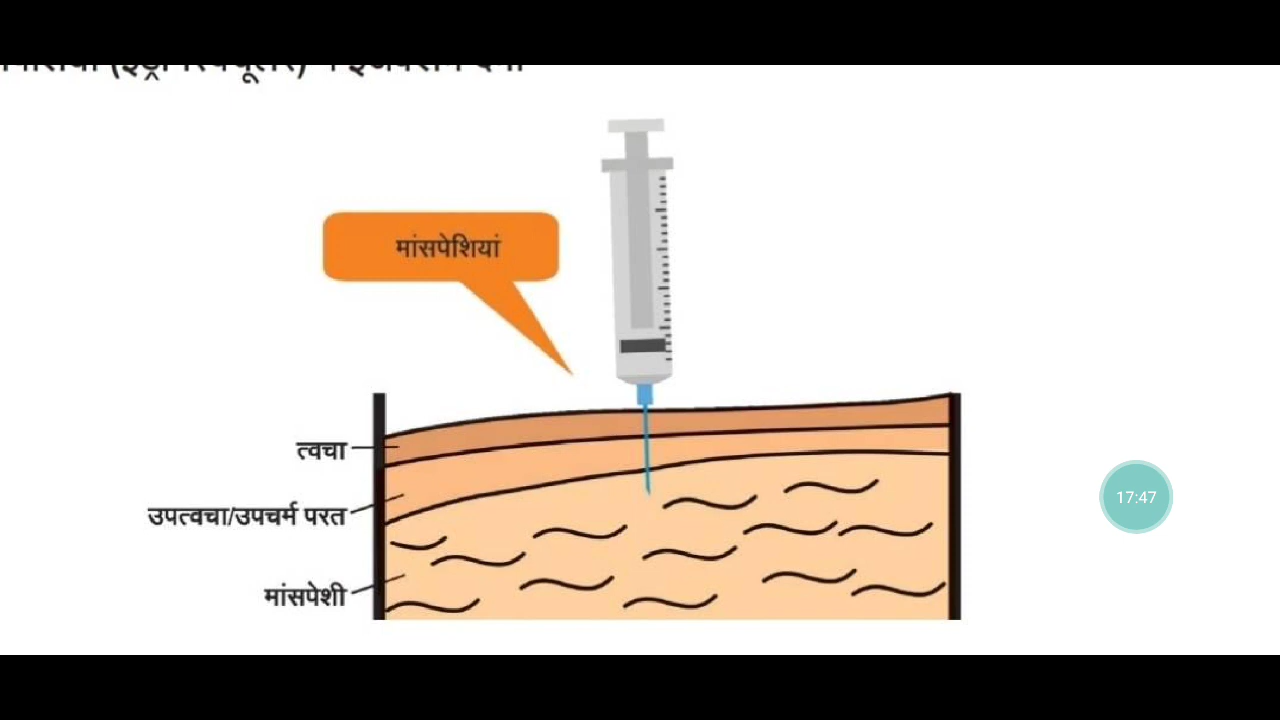 मांसपेशियां
त्वचा
उपत्वचा/उपचर्म परत
मांसपेशी
17:47